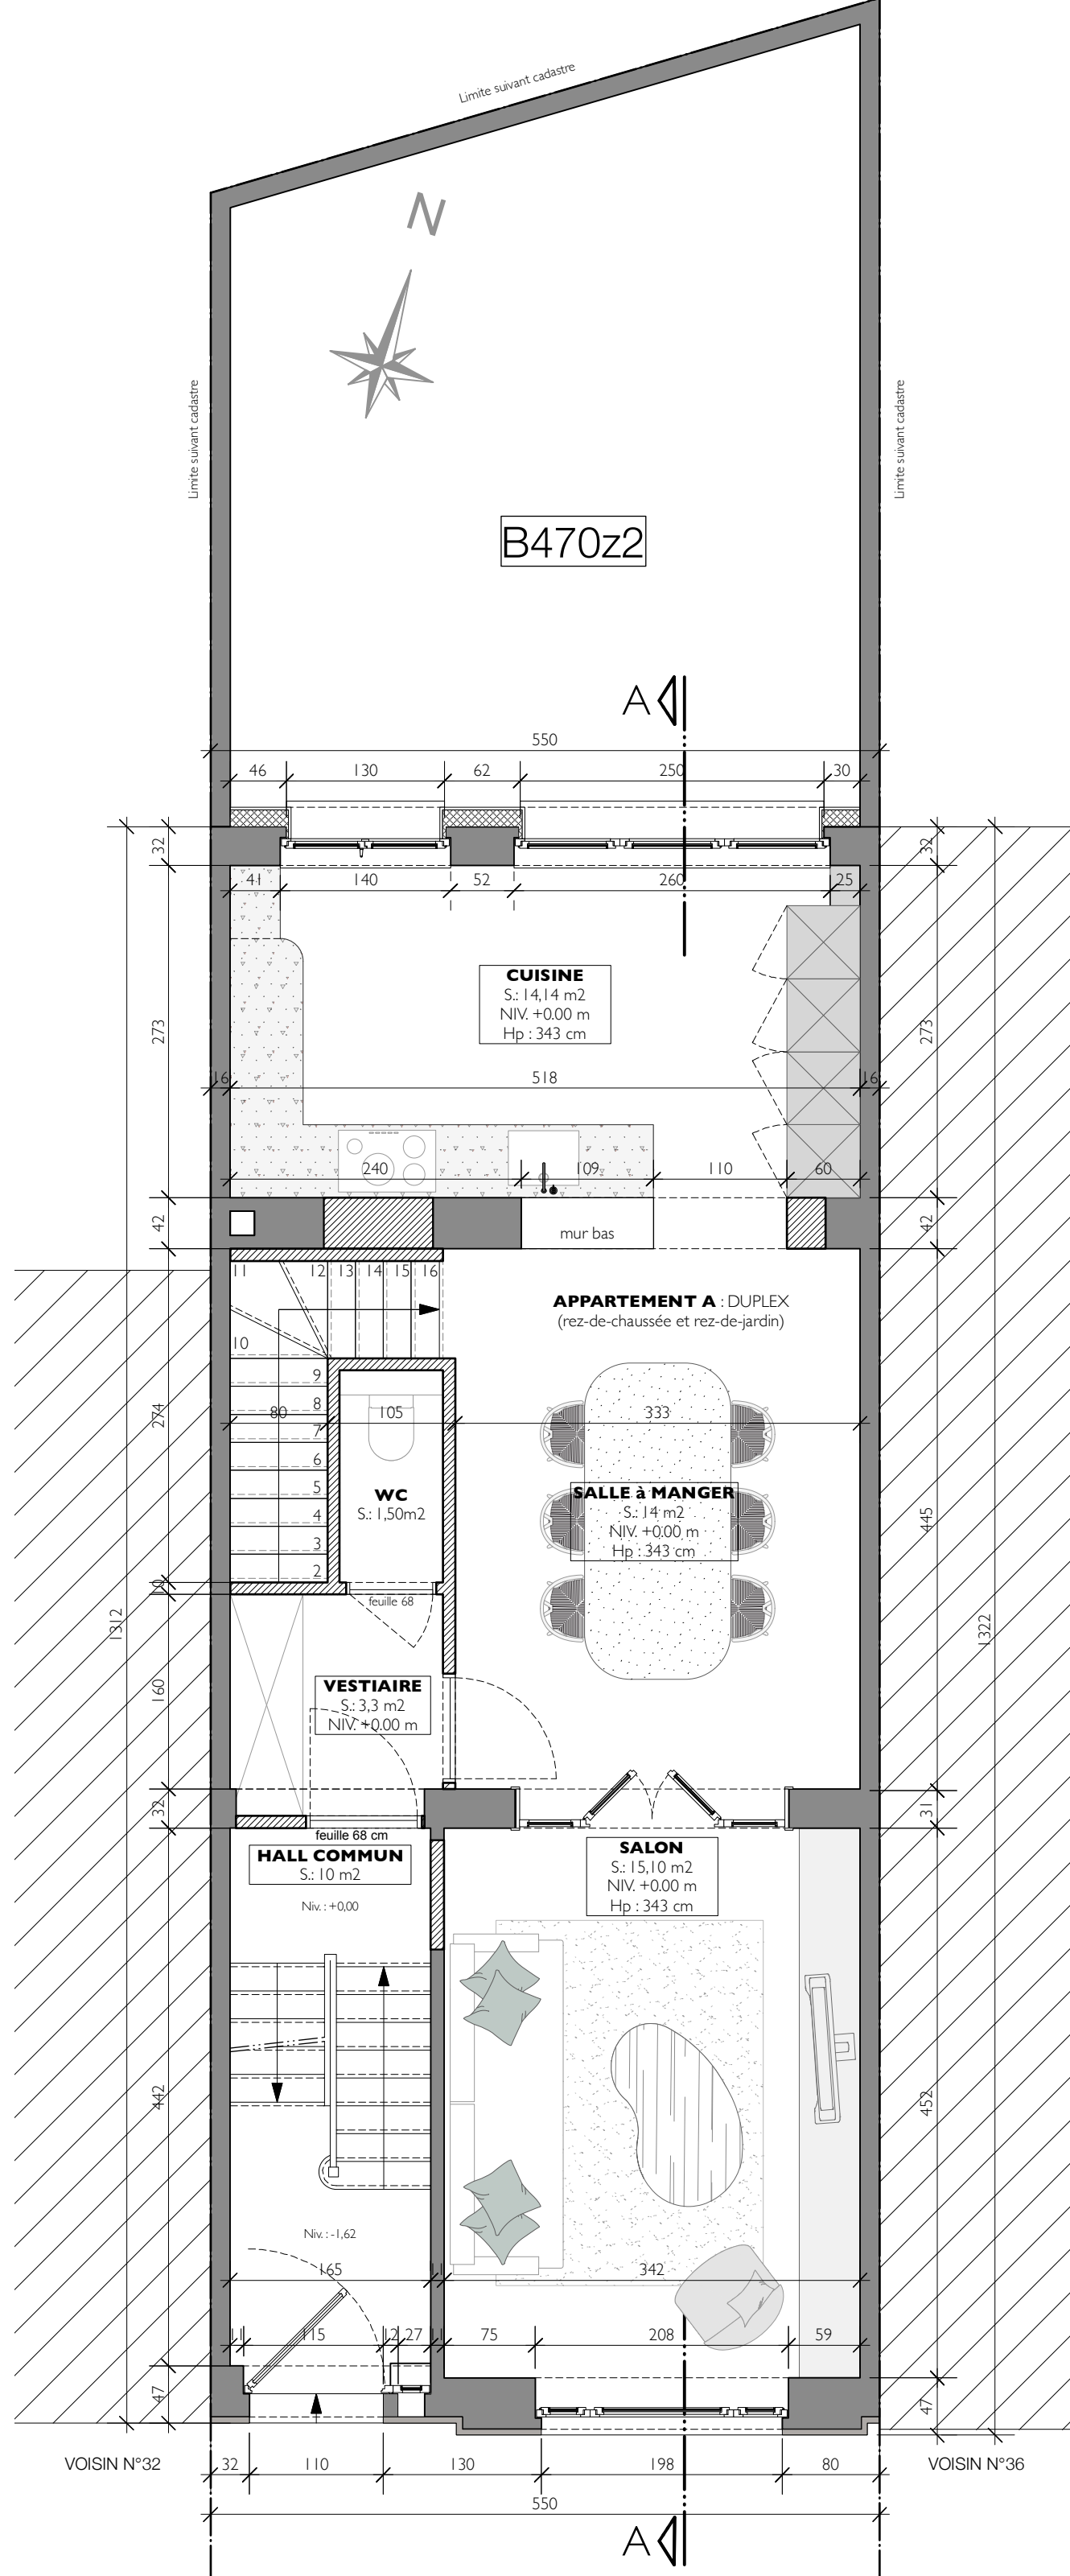 Limite suivant cadastre
N
Limite suivant cadastre
Limite suivant cadastre
B470z2
A
550
46 130 62 250 30
32 32
41 140 52 260 25
CUISINE
S.: 14,14 m2
NIV. +0.00 m
Hp : 343 cm
273 273
16 518 16
240 109 110 60
42 mur bas 42
11 12 13 14 15 16
APPARTEMENT A : DUPLEX
(rez-de-chaussée et rez-de-jardin)
10
9
8
274 80 105 333
7
6
WC
S.: 1,50m2
5
4
3
2
SALLE à MANGER
S.: 14 m2
NIV. +0.00 m
Hp : 343 cm
445
10
feuille 68
1312 1322
160
VESTIAIRE
S.: 3,3 m2
NIV. +0.00 m
32 31
feuille 68 cm
HALL COMMUN
S.: 10 m2
Niv. : +0,00
SALON
S.: 15,10 m2
NIV. +0.00 m
Hp : 343 cm
442 452
Niv. : -1,62
165 11 342
11 115 12 27 11 75 208 59
47 47
VOISIN N°32 VOISIN N°36
32 110 130 198 80
550
A